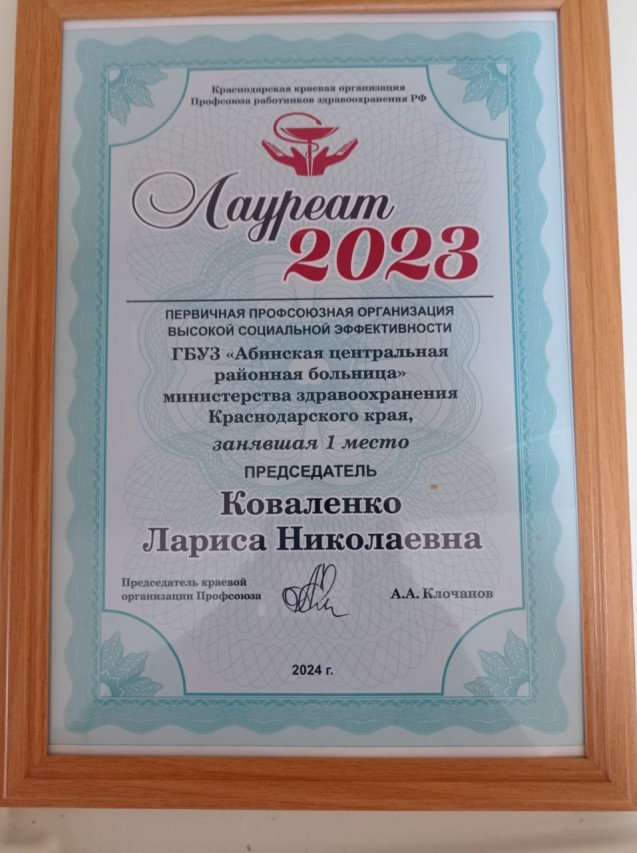 Краснодарская краевая организация
Профсоюза работников здравоохранения РФ
Лауреат
2023
ПЕРВИЧНАЯ ПРОФСОЮЗНАЯ ОРГАНИЗАЦИЯ
ВЫСОКОЙ СОЦИАЛЬНОЙ ЭФФЕКТИВНОСТИ
ГБУЗ «Абинская центральная
районная больница»
министерства здравоохранения
Краснодарского края,
занявшая 1 место
ПРЕДСЕДАТЕЛЬ
Коваленко
Лариса Николаевна
Председатель краевой
организации Профсоюза
А.А. Клочанов
2024 г.